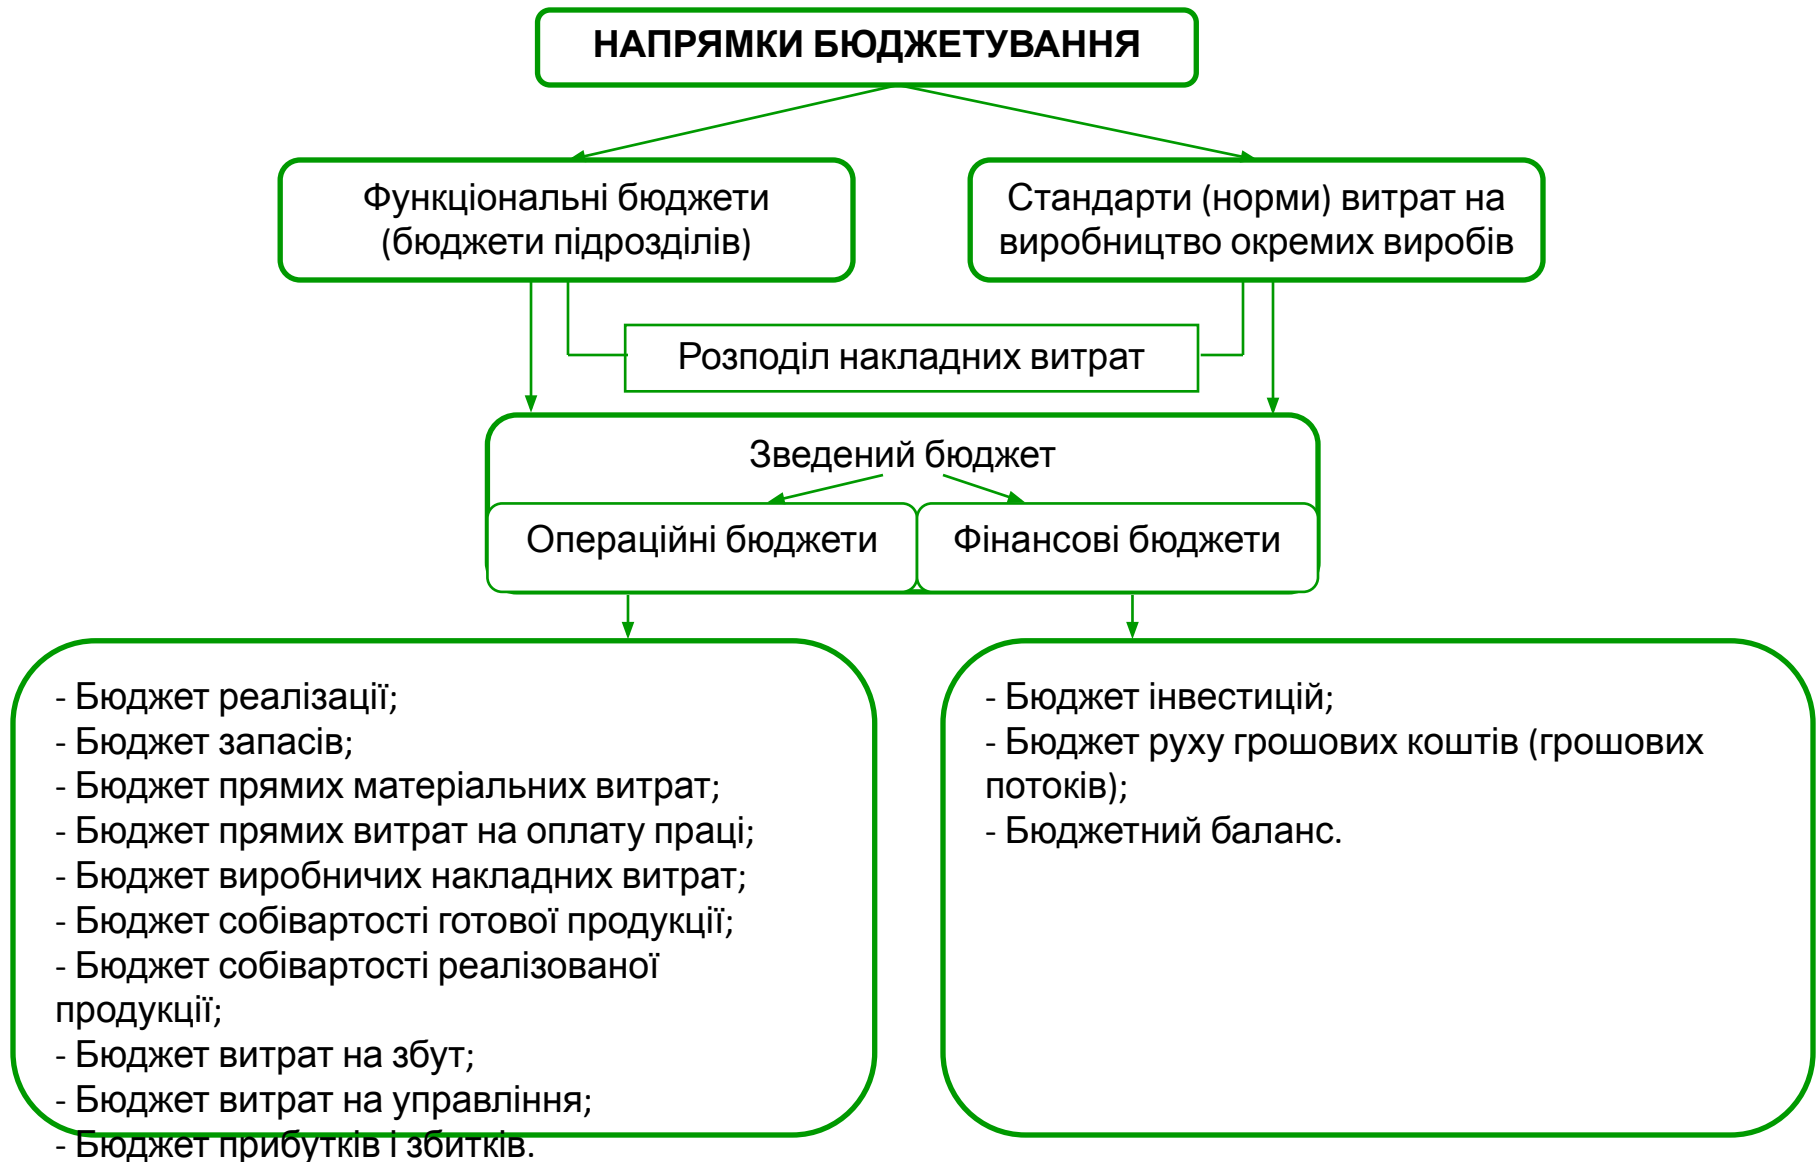 НАПРЯМКИ БЮДЖЕТУВАННЯ
Функціональні бюджети
(бюджети підрозділів)
Стандарти (норми) витрат на
виробництво окремих виробів
Розподіл накладних витрат
Зведений бюджет
Операційні бюджети
Фінансові бюджети
- Бюджет реалізації;
- Бюджет запасів;
- Бюджет прямих матеріальних витрат;
- Бюджет прямих витрат на оплату праці;
- Бюджет виробничих накладних витрат;
- Бюджет собівартості готової продукції;
- Бюджет собівартості реалізованої
продукції;
- Бюджет витрат на збут;
- Бюджет витрат на управління;
- Бюджет прибутків і збитків.
- Бюджет інвестицій;
- Бюджет руху грошових коштів (грошових
потоків);
- Бюджетний баланс.